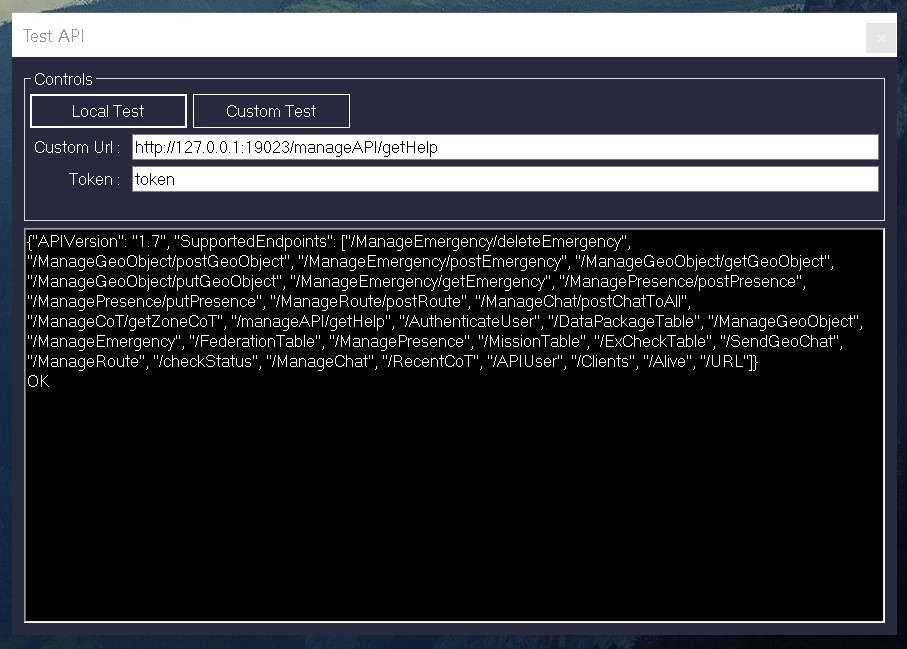 Test API
Controls
Local Test
Custom Test
Custom Url :
http://127.0.0.1:19023/manageAPI/getHelp
Token :
token
{"APIVersion": "1.7", "SupportedEndpoints": ["/ManageEmergency/deleteEmergency",
"/ManageGeoObject/postGeoObject", "/ManageEmergency/postEmergency", "/ManageGeoObject/getGeoObject",
"/ManageGeoObject/putGeoObject", "/ManageEmergency/getEmergency", "/ManagePresence/postPresence",
"/ManagePresence/putPresence", "/ManageRoute/postRoute", "/ManageChat/postChatToAll",
"/ManageCoT/getZoneCoT", "/manageAPI/getHelp", "/AuthenticateUser", "/DataPackageTable", "/ManageGeoObject",
"/ManageEmergency", "/FederationTable", "/ManagePresence", "/MissionTable", "/ExCheckTable", "/SendGeoChat",
"/ManageRoute", "/checkStatus", "/ManageChat", "/RecentCoT", "/APIUser", "/Clients", "/Alive", "/URL"]}
OK